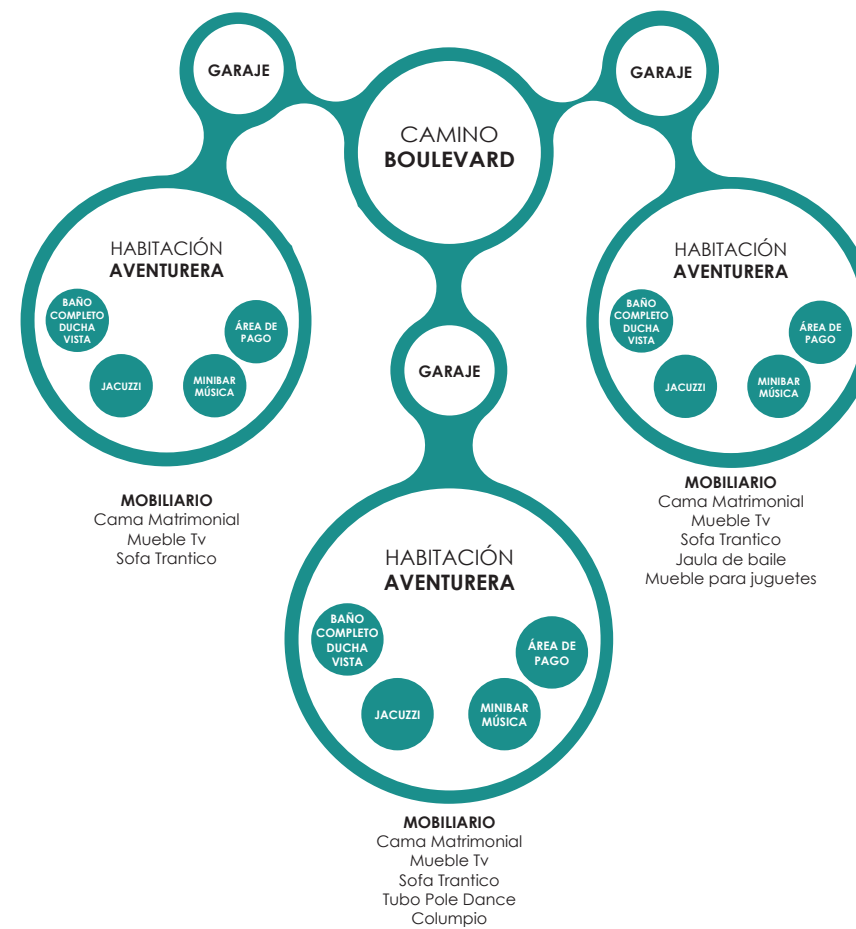 GARAJE
CAMINO
BOULEVARD
GARAJE
HABITACIÓN
AVENTURERA
BAÑO
COMPLETO
DUCHA
VISTA
ÁREA DE
PAGO
JACUZZI
MINIBAR
MÚSICA
MOBILIARIO
Cama Matrimonial
Mueble Tv
Sofa Trantico
HABITACIÓN
AVENTURERA
BAÑO
COMPLETO
DUCHA
VISTA
ÁREA DE
PAGO
JACUZZI
MINIBAR
MÚSICA
MOBILIARIO
Cama Matrimonial
Mueble Tv
Sofa Trantico
Jaula de baile
Mueble para juguetes
GARAJE
HABITACIÓN
AVENTURERA
BAÑO
COMPLETO
DUCHA
VISTA
ÁREA DE
PAGO
JACUZZI
MINIBAR
MÚSICA
MOBILIARIO
Cama Matrimonial
Mueble Tv
Sofa Trantico
Tubo Pole Dance
Columpio